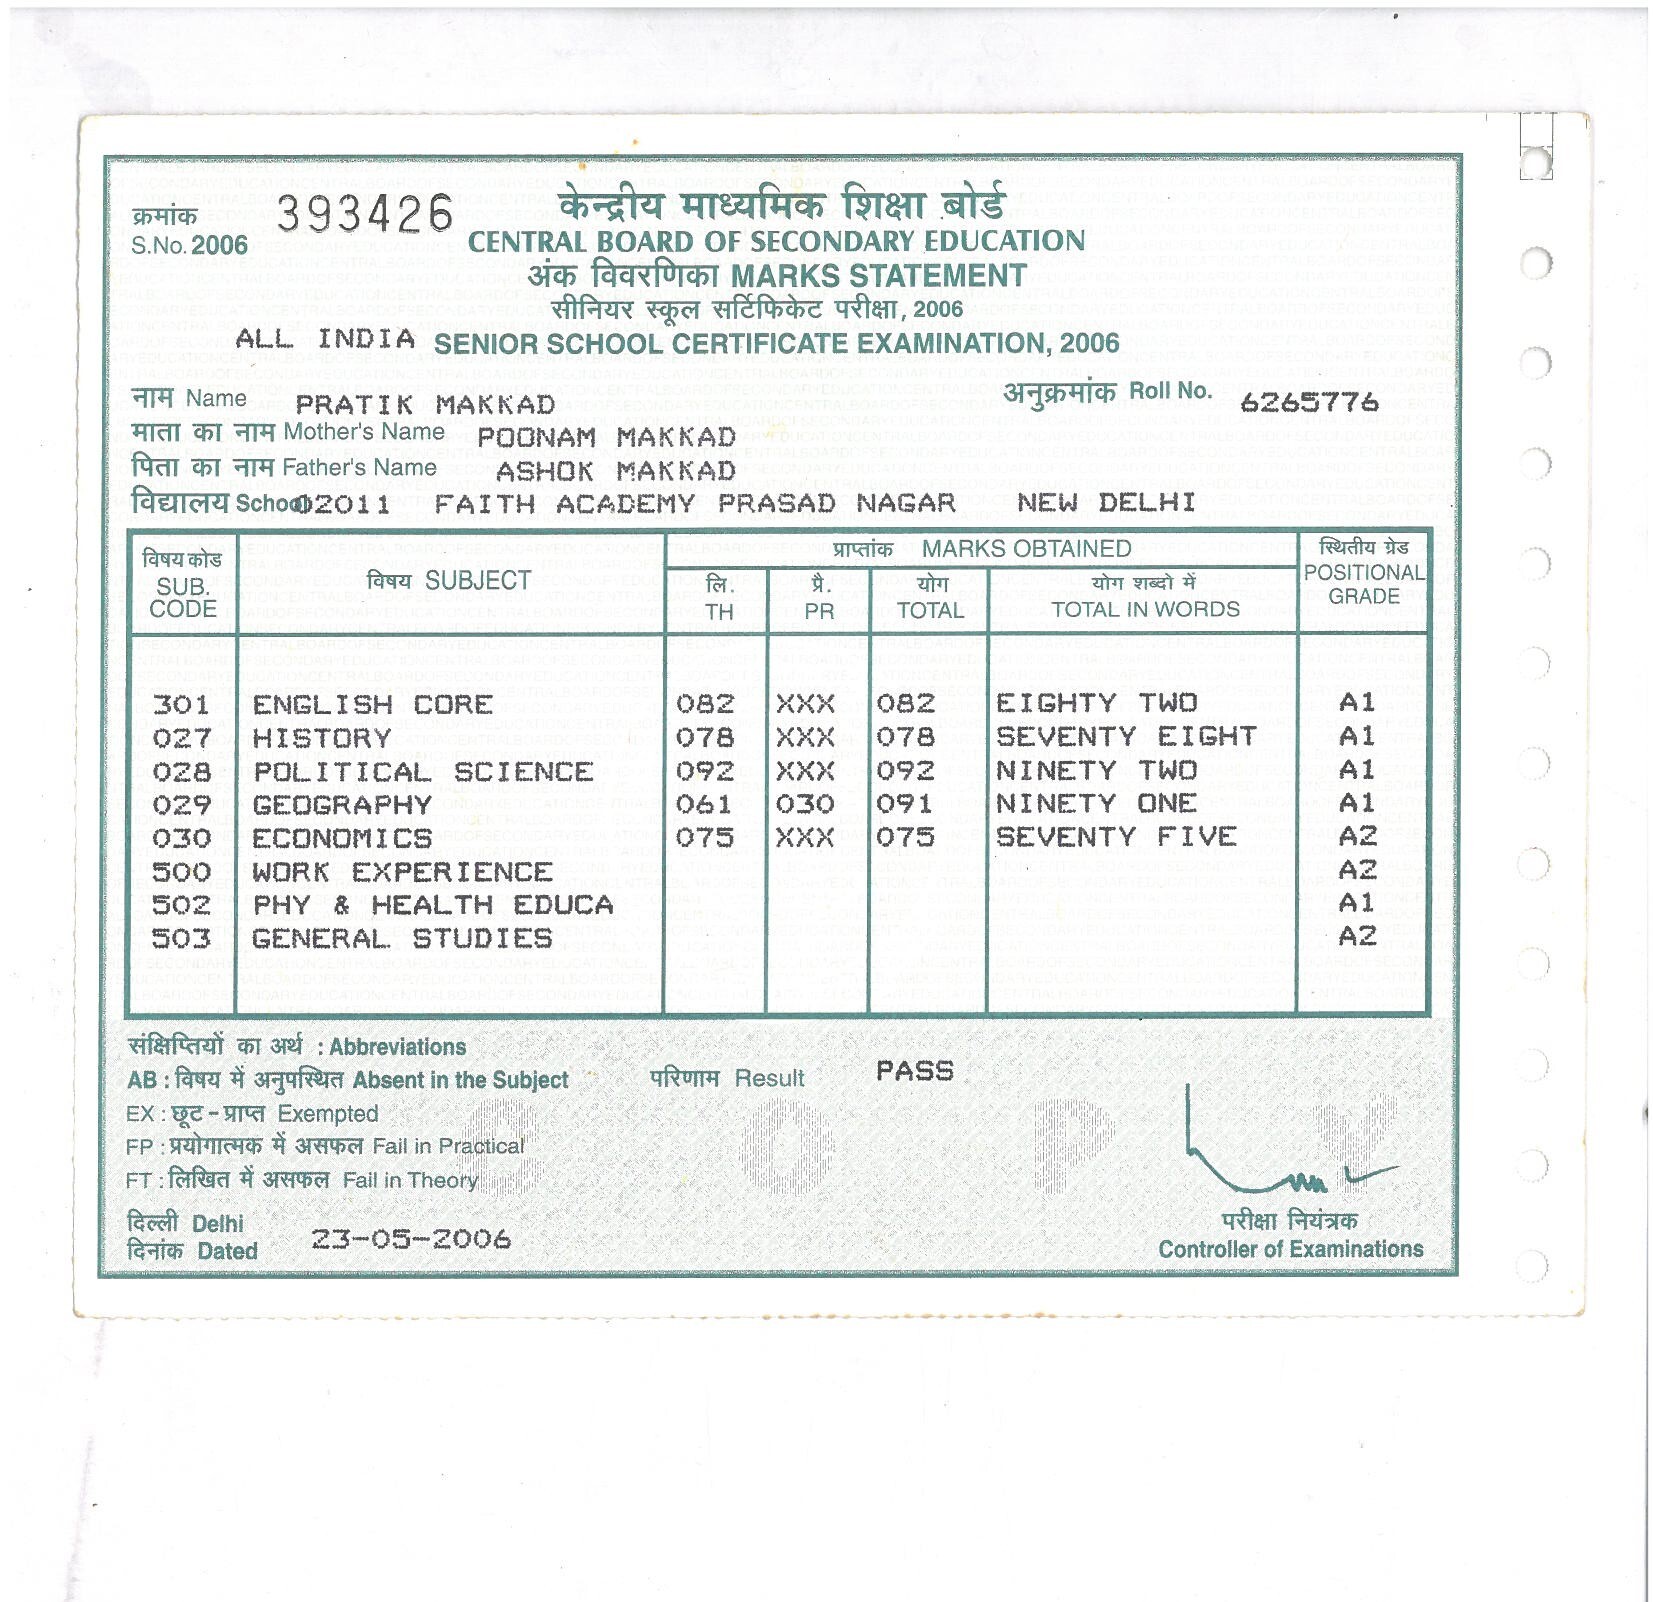 केन्द्रीय माध्यमिक शिक्षा बोर्ड
क्रमांक S.No. 2006 393426
CENTRAL BOARD OF SECONDARY EDUCATION
अंक विवरणिका MARKS STATEMENT
सीनियर स्कूल सर्टिफिकेट परीक्षा, 2006
ALL INDIA SENIOR SCHOOL CERTIFICATE EXAMINATION, 2006
नाम Name PRATIK MAKKAD अनुक्रमांक Roll No. 6265776
माता का नाम Mother's Name POONAM MAKKAD
पिता का नाम Father's Name ASHOK MAKKAD
विद्यालय School 02011 FAITH ACADEMY PRASAD NAGAR NEW DELHI
विषय कोड SUB. CODE विषय SUBJECT प्राप्तांक MARKS OBTAINED स्थितीय ग्रेड POSITIONAL GRADE
लि. TH प्रै. PR योग TOTAL योग शब्दो में TOTAL IN WORDS
301 ENGLISH CORE 082 XXX 082 EIGHTY TWO A1
027 HISTORY 078 XXX 078 SEVENTY EIGHT A1
028 POLITICAL SCIENCE 092 XXX 092 NINETY TWO A1
029 GEOGRAPHY 061 030 091 NINETY ONE A1
030 ECONOMICS 075 XXX 075 SEVENTY FIVE A2
500 WORK EXPERIENCE A2
502 PHY & HEALTH EDUCA A1
503 GENERAL STUDIES A2
संक्षिप्तियों का अर्थ : Abbreviations
AB : विषय में अनुपस्थित Absent in the Subject परिणाम Result PASS
EX : छूट - प्राप्त Exempted
FP : प्रयोगात्मक में असफल Fail in Practical
FT : लिखित में असफल Fail in Theory
COPY
दिल्ली Delhi
दिनांक Dated 23-05-2006
परीक्षा नियंत्रक
Controller of Examinations